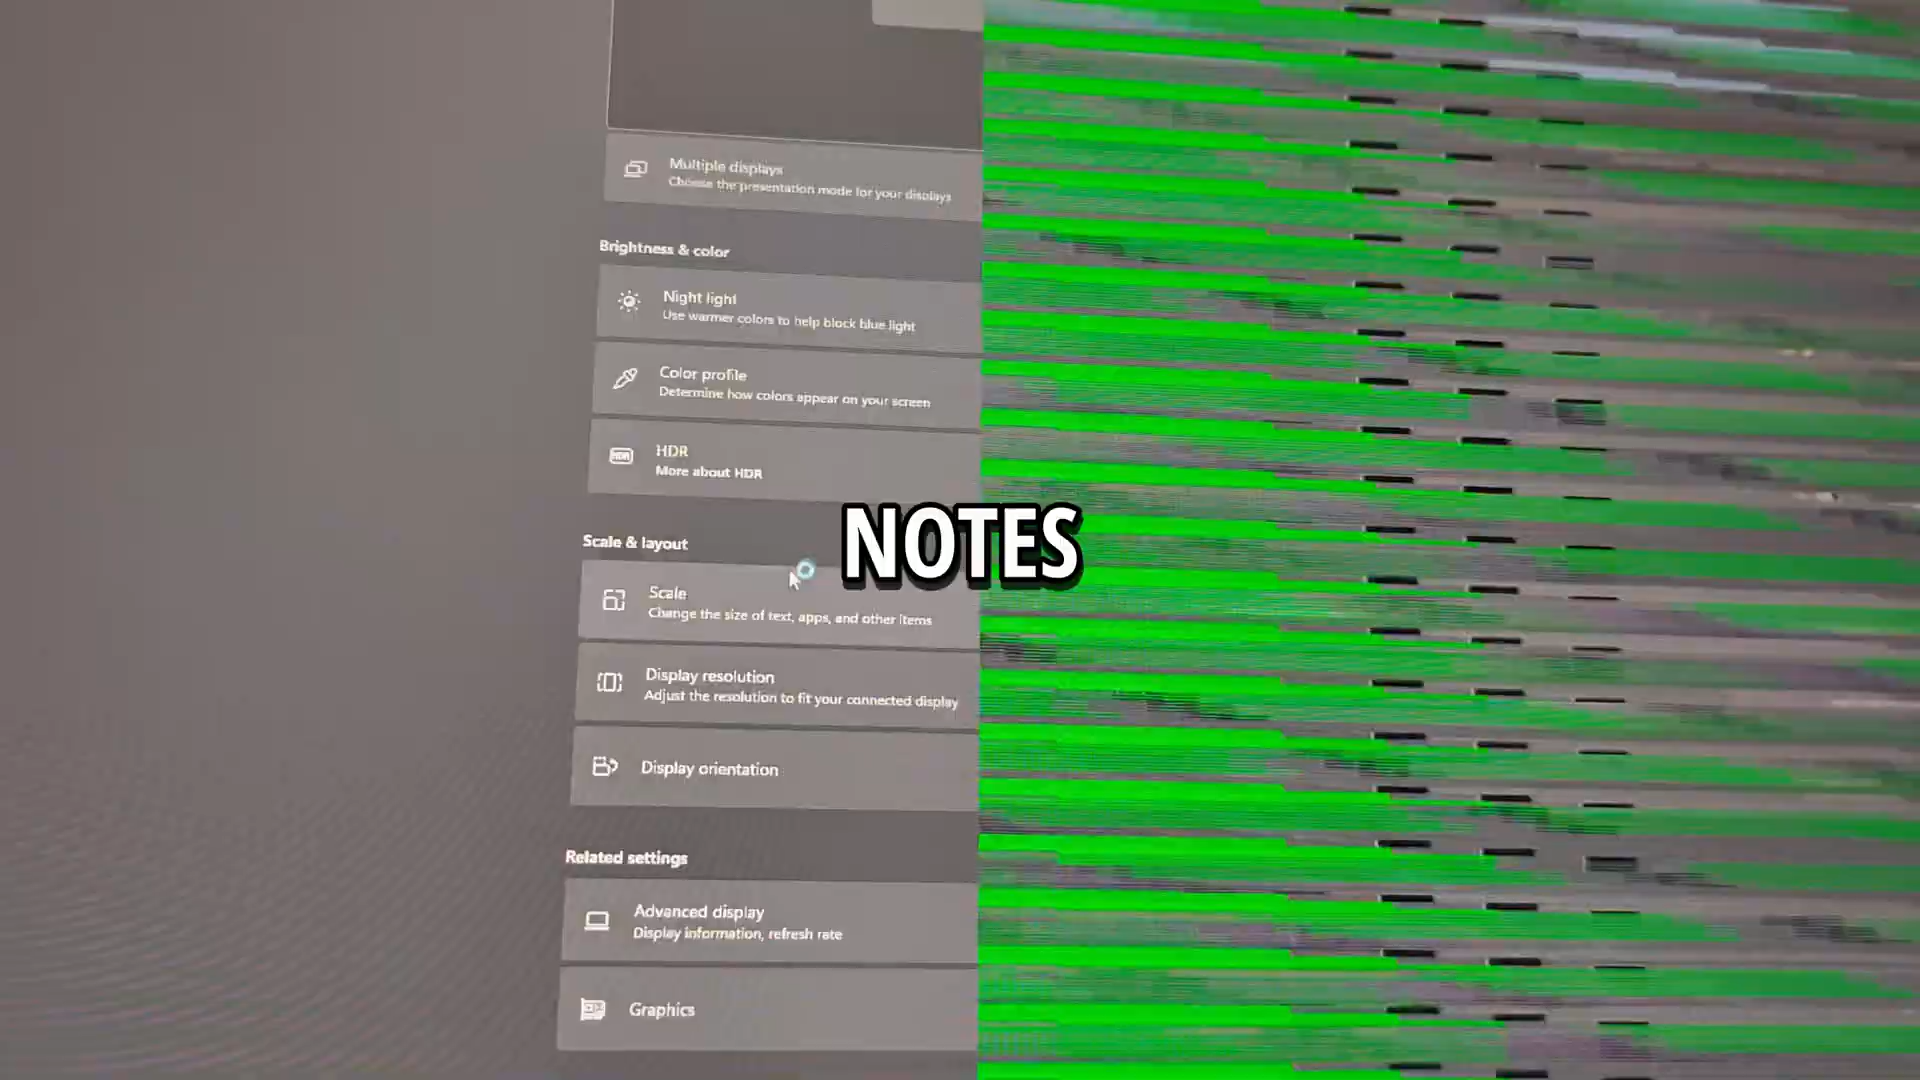 Multiple displays
Choose the presentation mode for your displays
Brightness & color
Night light
Use warmer colors to help block blue light
Color profile
Determine how colors appear on your screen
HDR
HDR
More about HDR
NOTES
Scale & layout
Scale
Change the size of text, apps, and other items
Display resolution
Adjust the resolution to fit your connected display
Display orientation
Related settings
Advanced display
Display information, refresh rate
Graphics